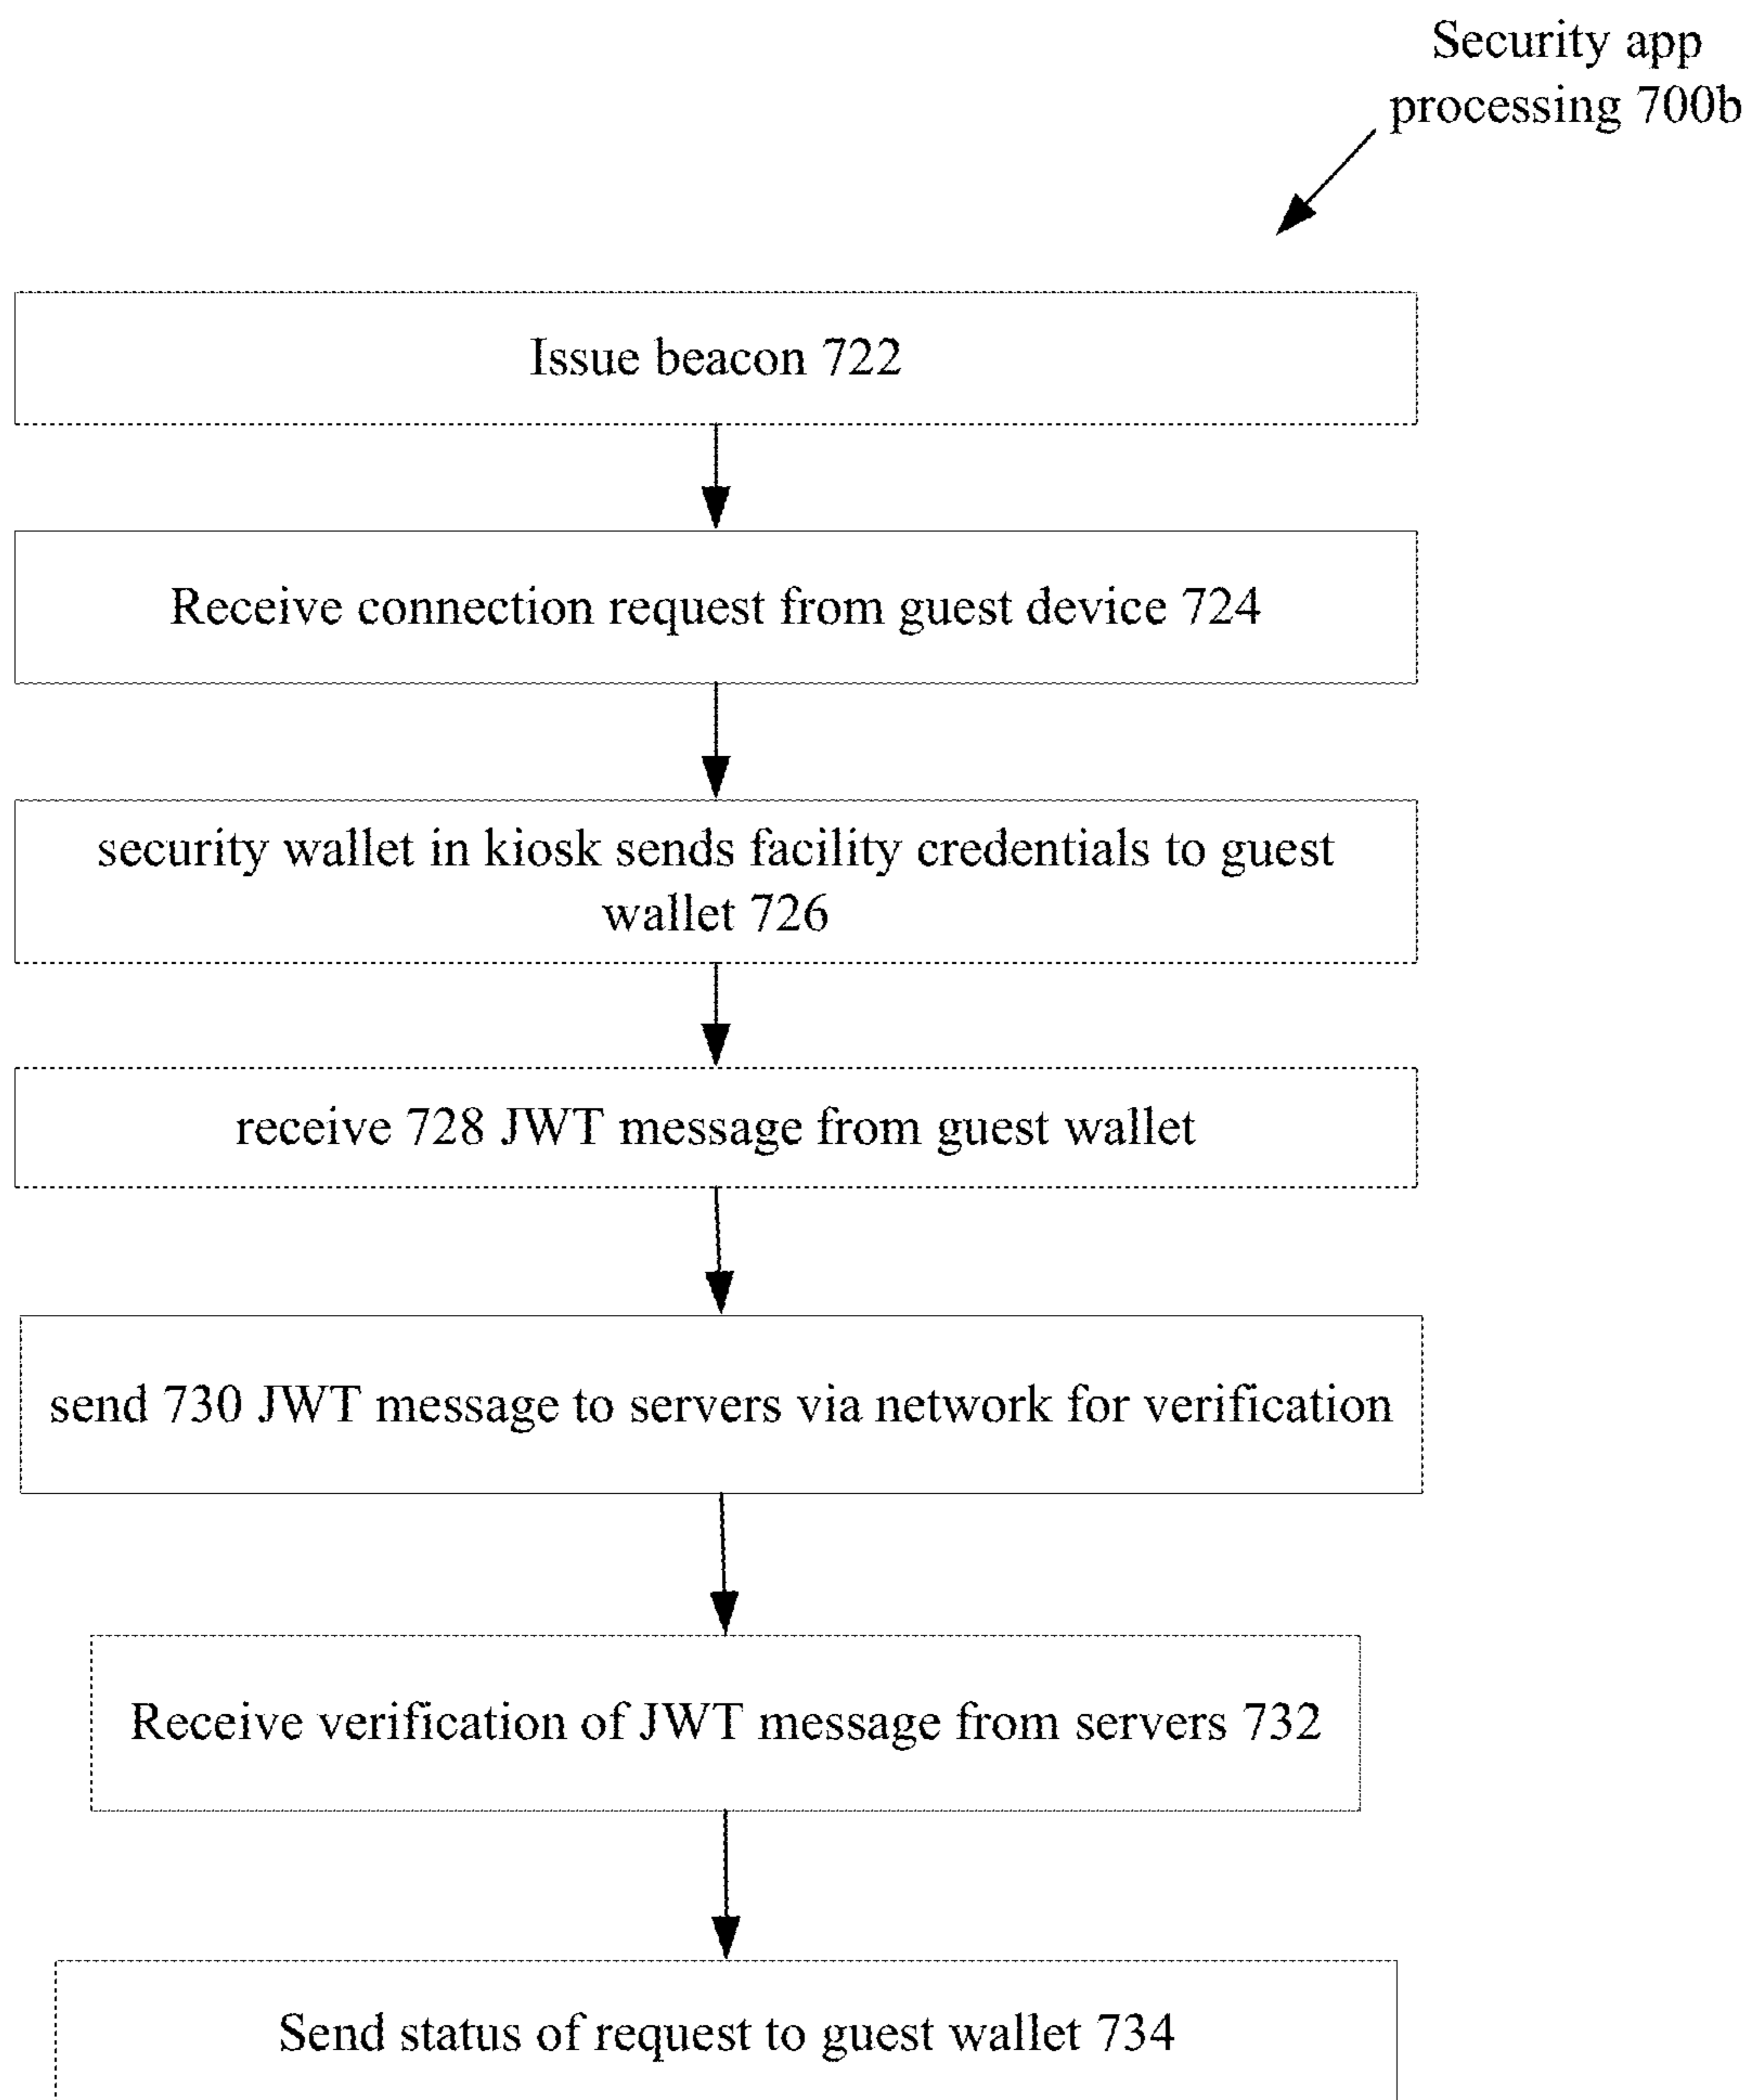 Security app
processing 700b
Issue beacon 722
Receive connection request from guest device 724
security wallet in kiosk sends facility credentials to guest
wallet 726
receive 728 JWT message from guest wallet
send 730 JWT message to servers via network for verification
Receive verification of JWT message from servers 732
Send status of request to guest wallet 734